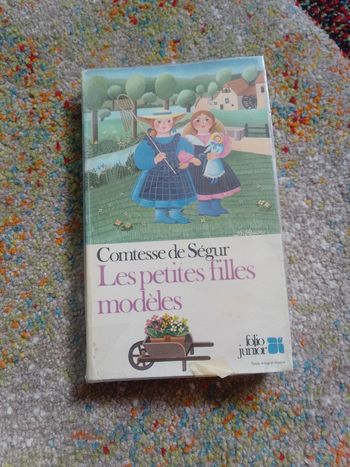 Comtesse de Ségur
Les petites filles
modèles
folio
junior